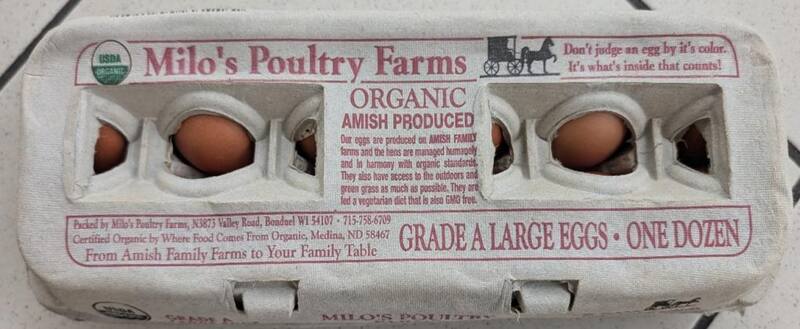 USDA
ORGANIC
Milo's Poultry Farms
Don't judge an egg by it's color.
It's what's inside that counts!
ORGANIC
AMISH PRODUCED
Our eggs are produced on AMISH FAMILY
farms and the hens are managed humanely
and in harmony with organic standards.
They also have access to the outdoors and
green grass as much as possible. They are
fed a vegetarian diet that is also GMO free.
Packed by Milo's Poultry Farms, N3873 Valley Road, Bonduel WI 54107 • 715-758-6709
Certified Organic by Where Food Comes From Organic, Medina, ND 58467
From Amish Family Farms to Your Family Table
GRADE A LARGE EGGS • ONE DOZEN
USDA
GRADE A
MILO'S POULTRY